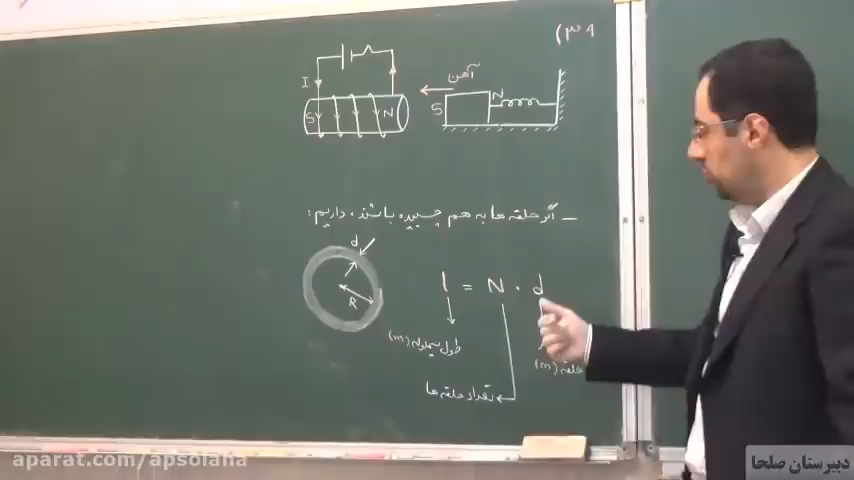 ۳۹)
I
S
N
آهن
S
N
– اگر حلقه ها به هم چسبیده باشند، داریم:
d
R
l = N · d
طول سیملوله (m)
حلقه (m)
تعداد حلقه ها
aparat.com/apsolaha
دبیرستان صلحا